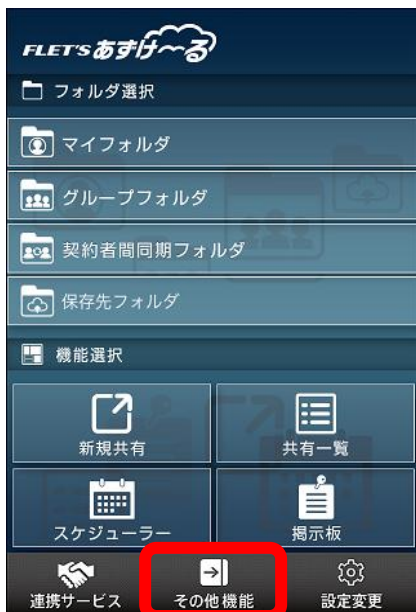 FLET'S あずけ～る
フォルダ選択
マイフォルダ
グループフォルダ
契約者間同期フォルダ
保存先フォルダ
機能選択
新規共有
共有一覧
スケジューラー
掲示板
連携サービス
その他機能
設定変更